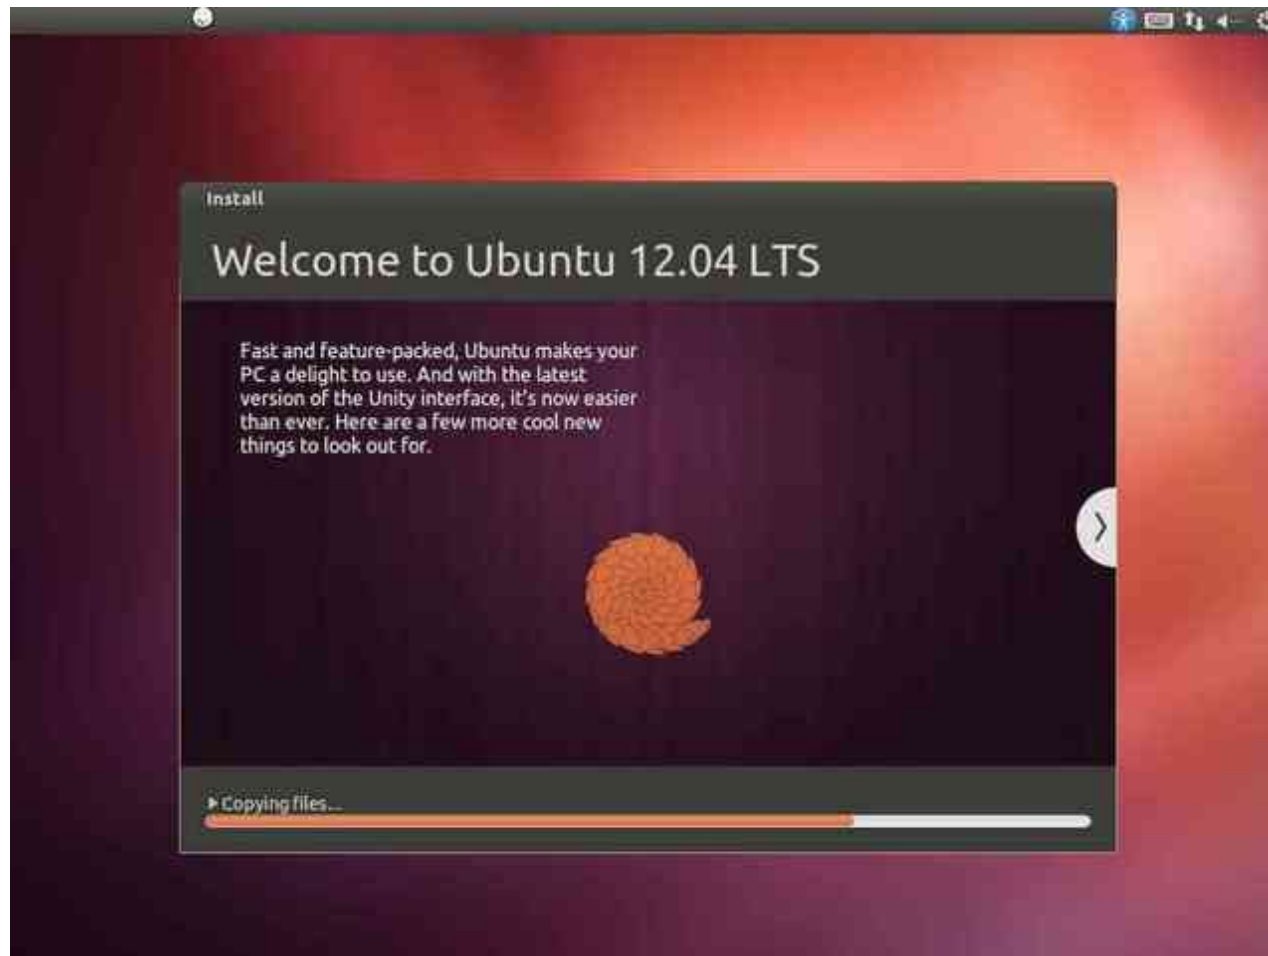 Install
Welcome to Ubuntu 12.04 LTS
Fast and feature-packed, Ubuntu makes your
PC a delight to use. And with the latest
version of the Unity interface, it's now easier
than ever. Here are a few more cool new
things to look out for.
Copying files...